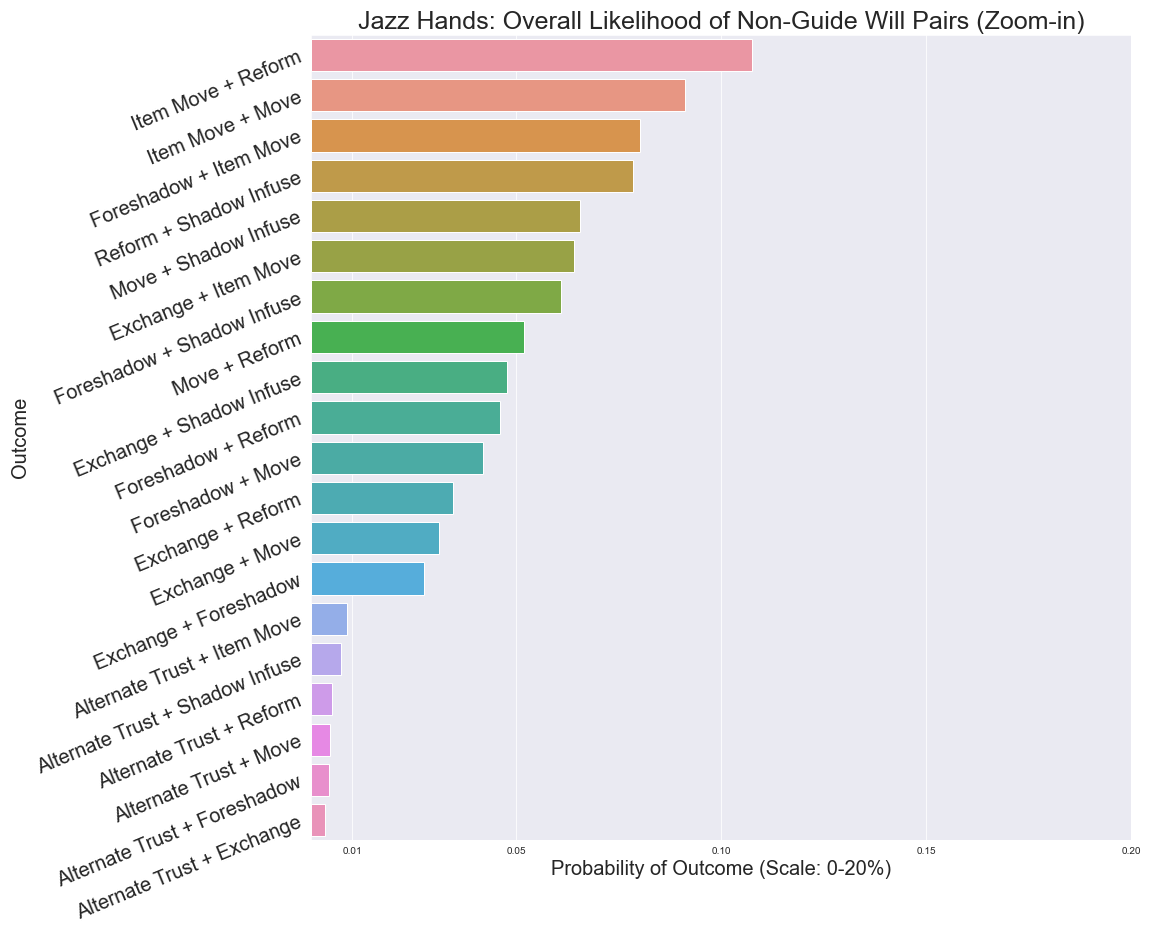 Jazz Hands: Overall Likelihood of Non-Guide Will Pairs (Zoom-in)
Outcome
Item Move + Reform
Item Move + Move
Foreshadow + Item Move
Reform + Shadow Infuse
Move + Shadow Infuse
Exchange + Item Move
Foreshadow + Shadow Infuse
Move + Reform
Exchange + Shadow Infuse
Foreshadow + Reform
Foreshadow + Move
Exchange + Reform
Exchange + Move
Exchange + Foreshadow
Alternate Trust + Item Move
Alternate Trust + Shadow Infuse
Alternate Trust + Reform
Alternate Trust + Move
Alternate Trust + Foreshadow
Alternate Trust + Exchange
0.01 0.05 0.10 0.15 0.20
Probability of Outcome (Scale: 0-20%)